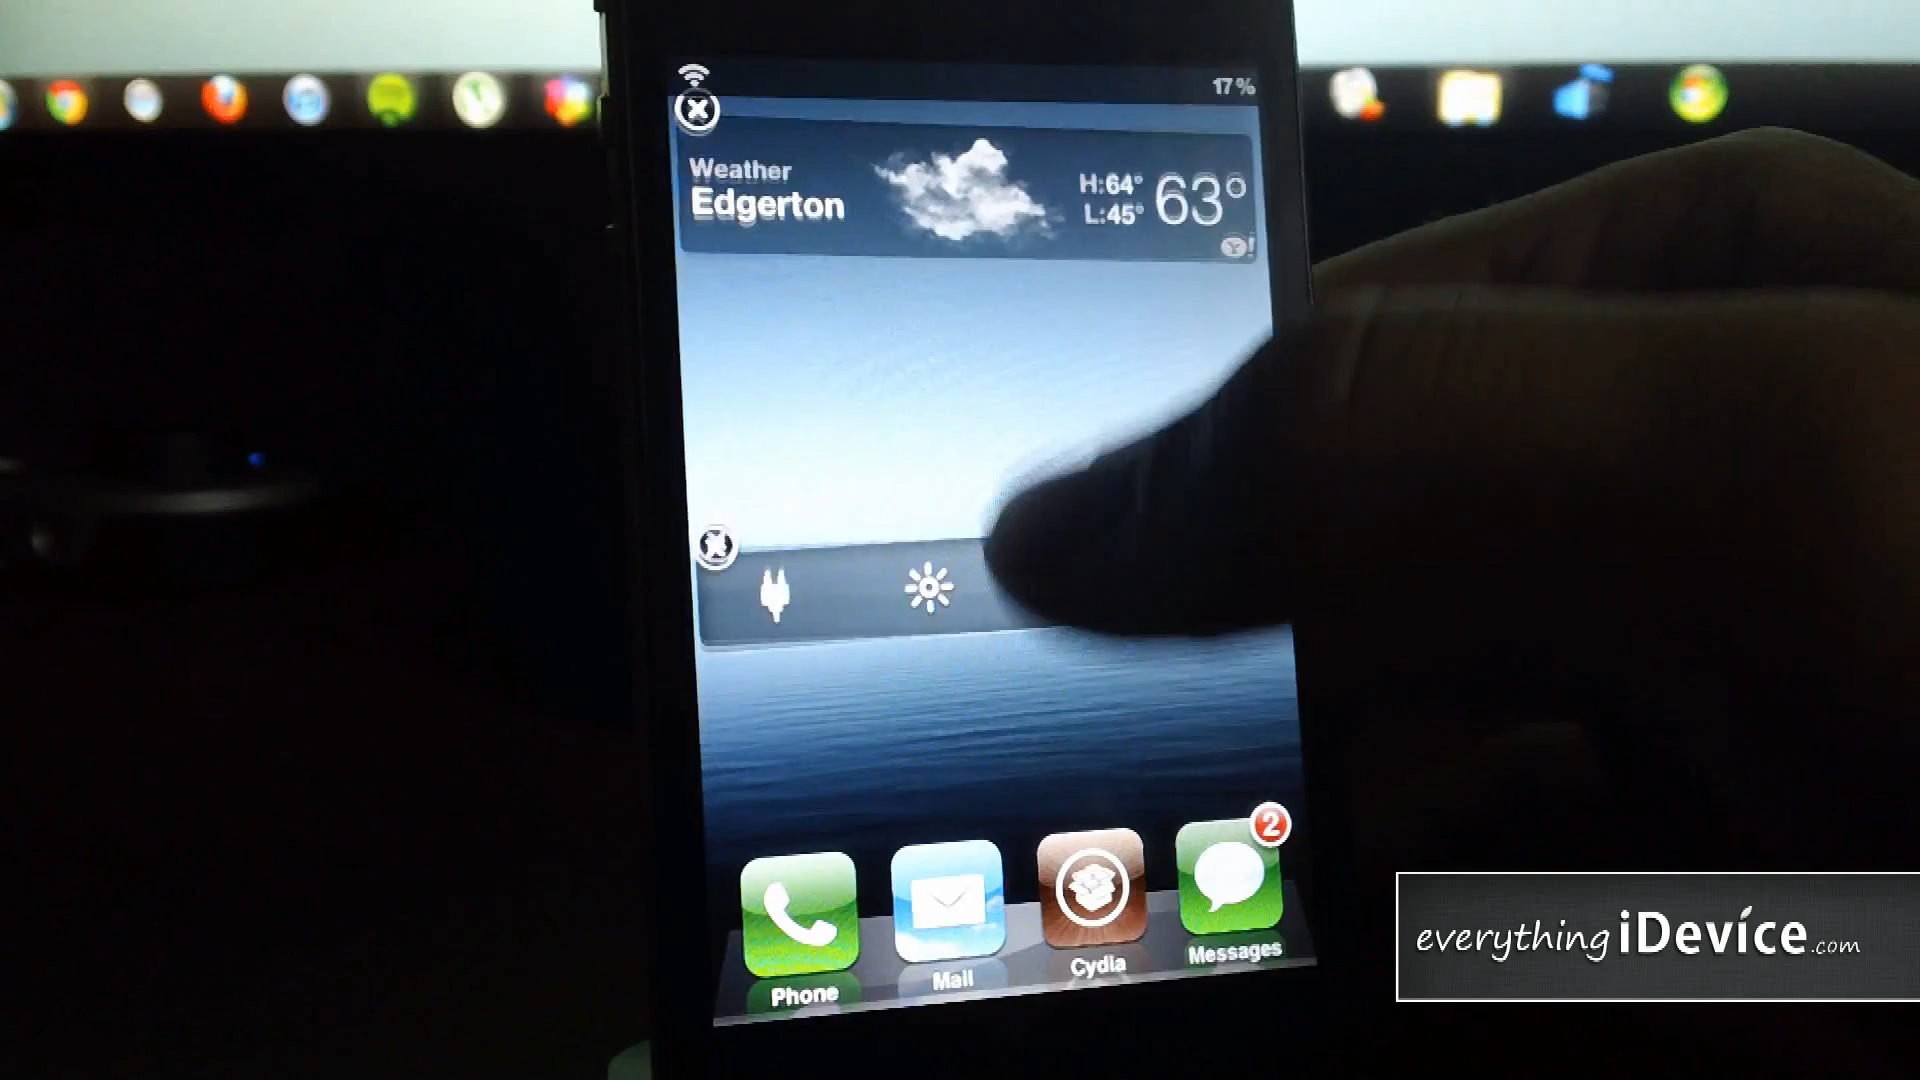 17%
Weather
Edgerton
H:64°
L:45°
63°
Y!
Phone
Mail
Cydia
Messages
2
everything iDevice.com